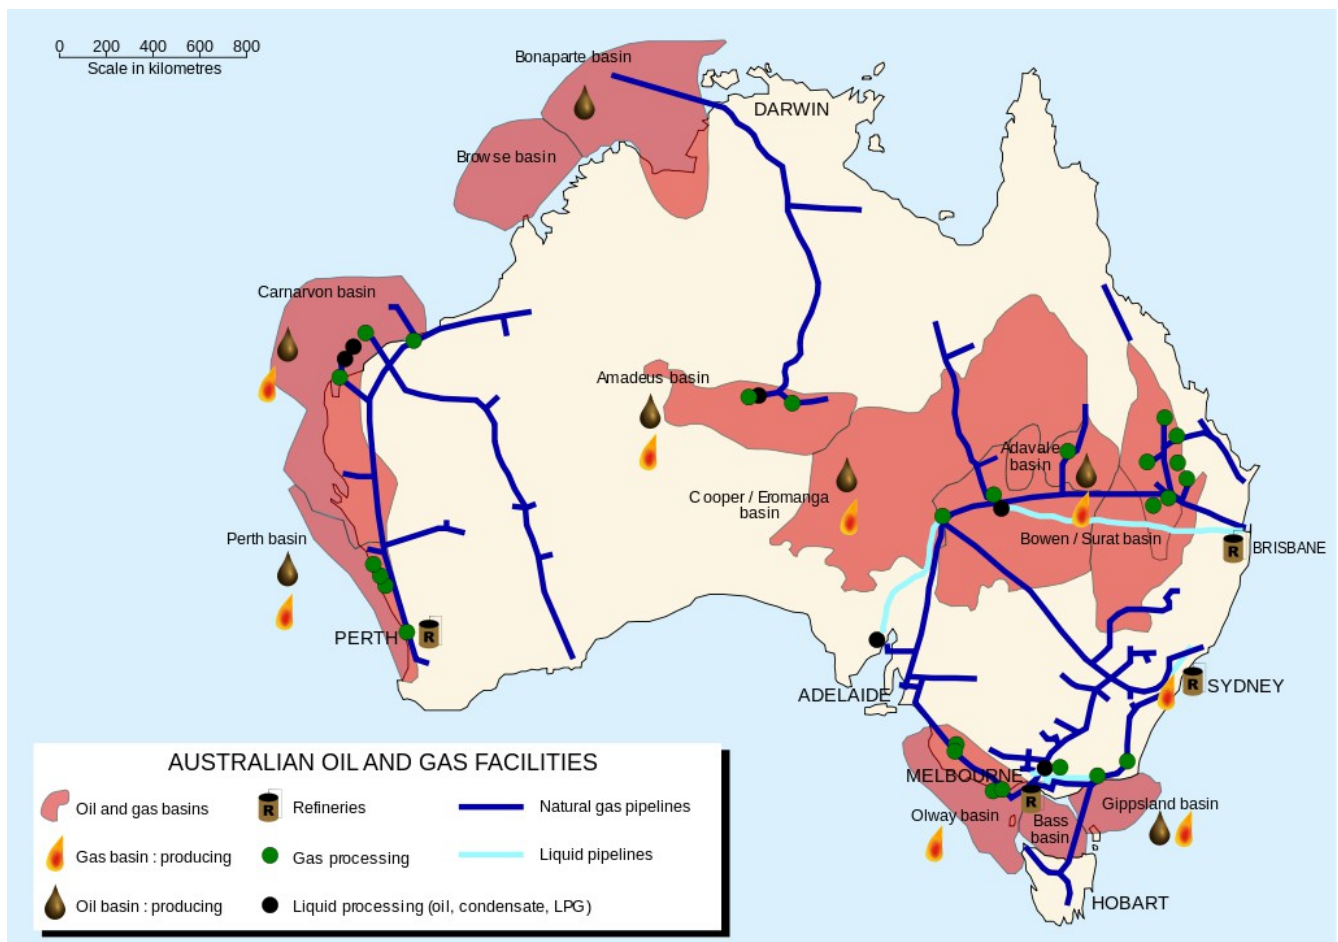 0 200 400 600 800
Scale in kilometres
Bonaparte basin
DARWIN
Browse basin
Carnarvon basin
Amadeus basin
Adavale
basin
Cooper / Eromanga
basin
Perth basin
Bowen / Surat basin
R BRISBANE
PERTH R
ADELAIDE
R SYDNEY
MELBOURNE
R
Gippsland basin
Olway basin
Bass
basin
HOBART
AUSTRALIAN OIL AND GAS FACILITIES
Oil and gas basins
R Refineries
Natural gas pipelines
Gas basin : producing
Gas processing
Liquid pipelines
Oil basin : producing
Liquid processing (oil, condensate, LPG)